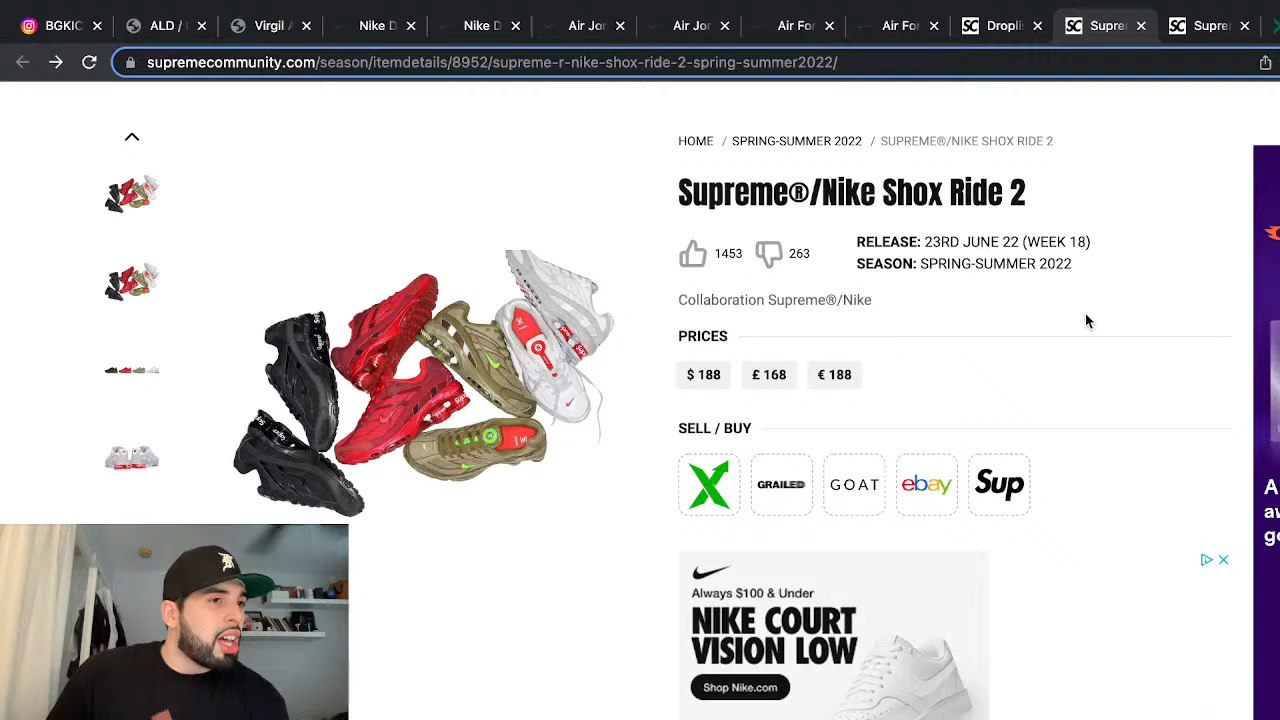 BGKIC
ALD /
Virgil
Nike D
Nike D
Air Jor
Air Jor
Air For
Air For
SC Droplis
SC Supre
SC Supre
supremecommunity.com/season/itemdetails/8952/supreme-r-nike-shox-ride-2-spring-summer2022/
HOME / SPRING-SUMMER 2022 / SUPREME®/NIKE SHOX RIDE 2
Supreme®/Nike Shox Ride 2
1453 263
RELEASE: 23RD JUNE 22 (WEEK 18)
SEASON: SPRING-SUMMER 2022
Collaboration Supreme®/Nike
PRICES
$ 188 £ 168 € 188
SELL / BUY
X GRAILED GOAT ebay Sup
Always $100 & Under
NIKE COURT
VISION LOW
Shop Nike.com